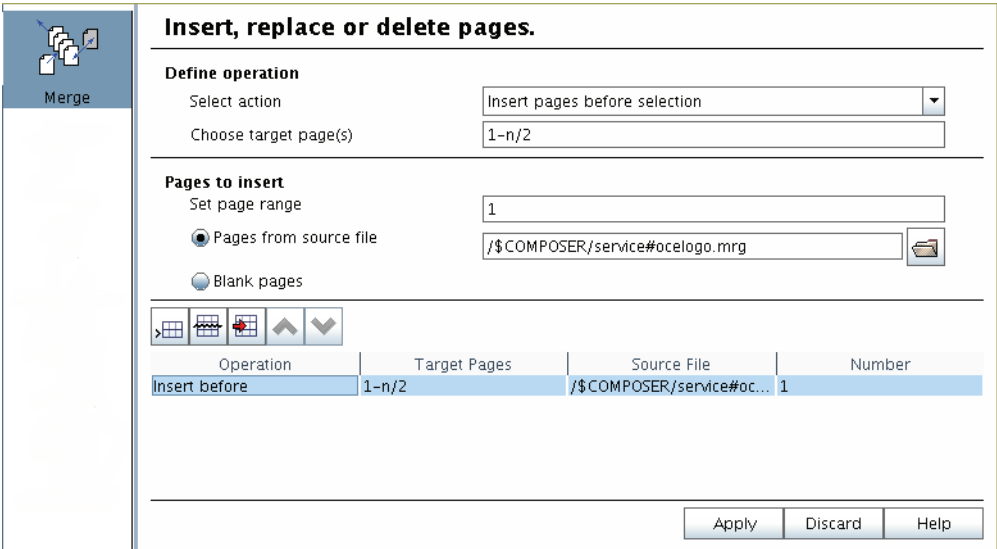 Insert, replace or delete pages.
Merge
Define operation
Select action Insert pages before selection
Choose target page(s) 1-n/2
Pages to insert
Set page range 1
Pages from source file /$COMPOSER/service#ocelogo.mrg
Blank pages
Operation Target Pages Source File Number
Insert before 1-n/2 /$COMPOSER/service#oc... 1
Apply Discard Help